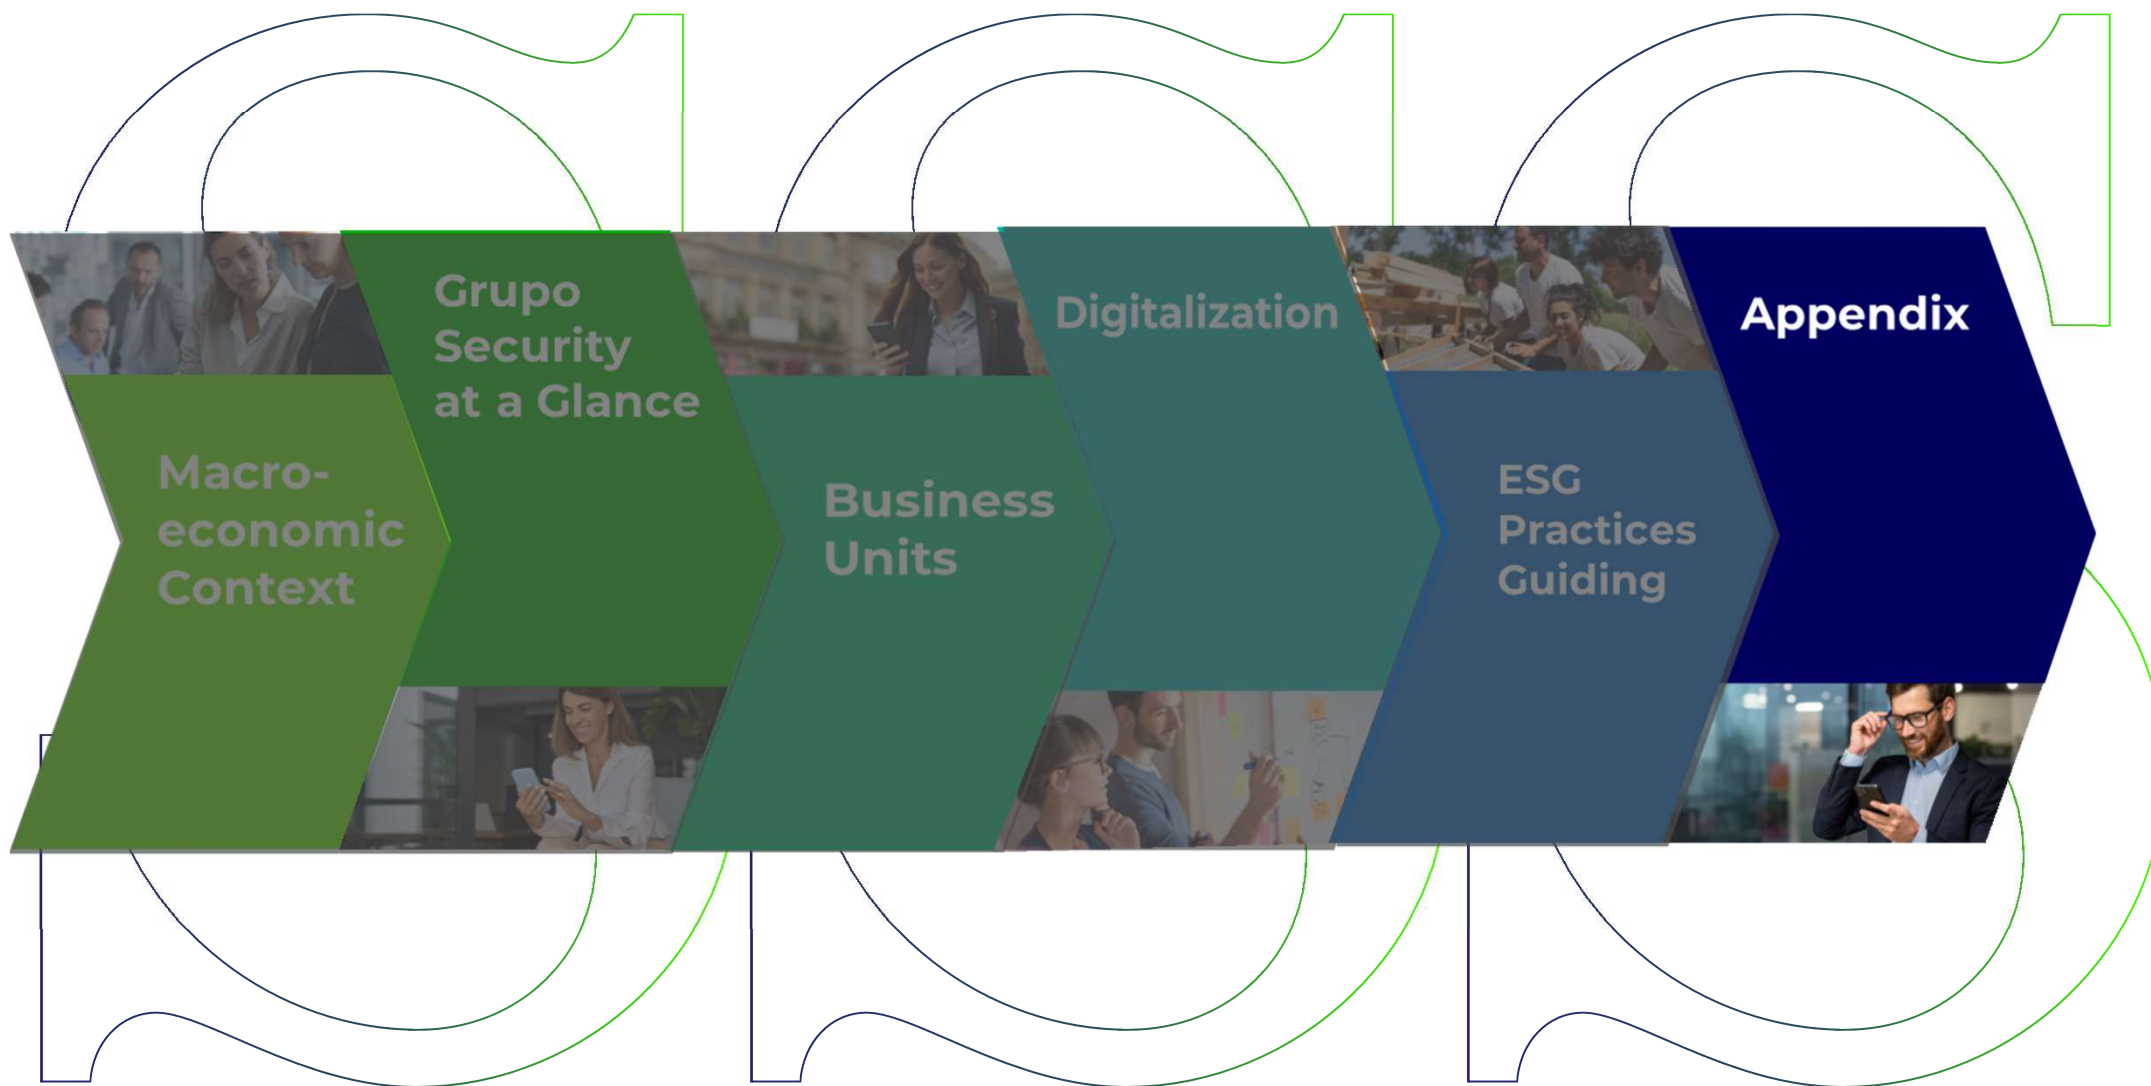 Macro-
economic
Context
Grupo
Security
at a Glance
Business
Units
Digitalization
ESG
Practices
Guiding
Appendix